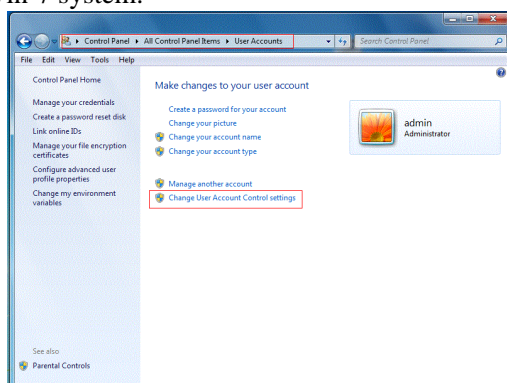 Control Panel ▸ All Control Panel Items ▸ User Accounts
Search Control Panel
File Edit View Tools Help
Control Panel Home
Manage your credentials
Create a password reset disk
Link online IDs
Manage your file encryption
certificates
Configure advanced user
profile properties
Change my environment
variables
See also
Parental Controls
Make changes to your user account
Create a password for your account
Change your picture
Change your account name
Change your account type
Manage another account
Change User Account Control settings
admin
Administrator